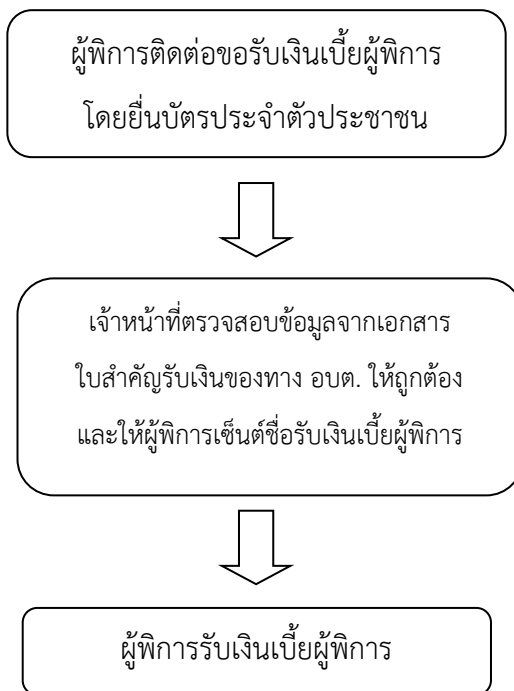 ผู้พิการติดต่อขอรับเงินเบี้ยผู้พิการ
โดยยื่นบัตรประจำตัวประชาชน
เจ้าหน้าที่ตรวจสอบข้อมูลจากเอกสาร
ใบสำคัญรับเงินของทาง อบต. ให้ถูกต้อง
และให้ผู้พิการเซ็นต์ชื่อรับเงินเบี้ยผู้พิการ
ผู้พิการรับเงินเบี้ยผู้พิการ